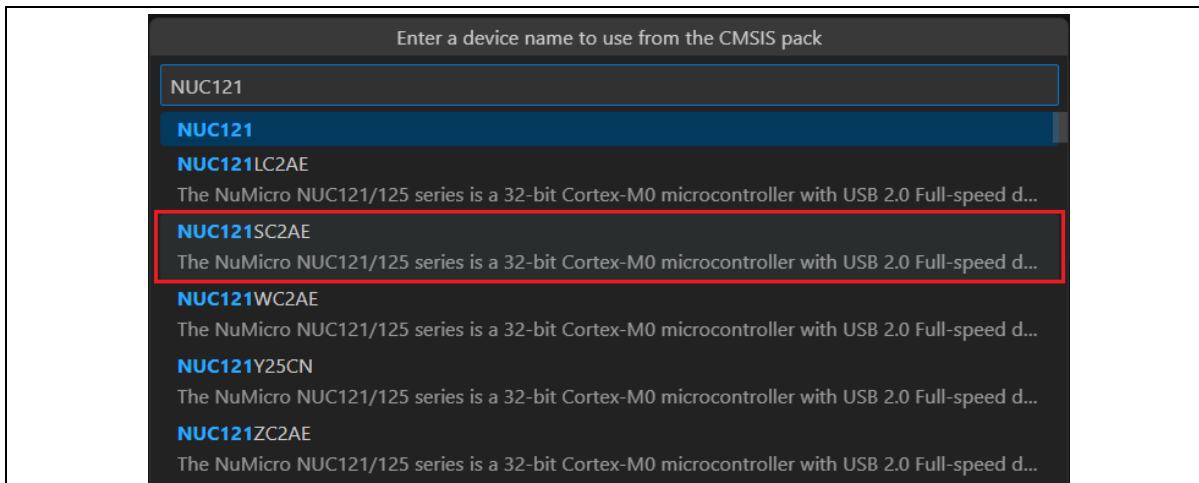 Enter a device name to use from the CMSIS pack
NUC121
NUC121
NUC121LC2AE
The NuMicro NUC121/125 series is a 32-bit Cortex-M0 microcontroller with USB 2.0 Full-speed d...
NUC121SC2AE
The NuMicro NUC121/125 series is a 32-bit Cortex-M0 microcontroller with USB 2.0 Full-speed d...
NUC121WC2AE
The NuMicro NUC121/125 series is a 32-bit Cortex-M0 microcontroller with USB 2.0 Full-speed d...
NUC121Y25CN
The NuMicro NUC121/125 series is a 32-bit Cortex-M0 microcontroller with USB 2.0 Full-speed d...
NUC121ZC2AE
The NuMicro NUC121/125 series is a 32-bit Cortex-M0 microcontroller with USB 2.0 Full-speed d...